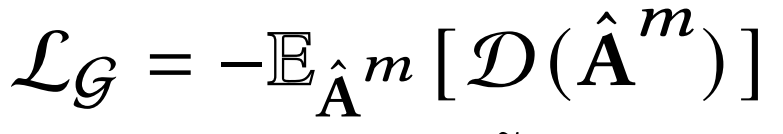 ℒ_𝒢 = −𝔼_{Â^m} [𝒟(Â^m)]